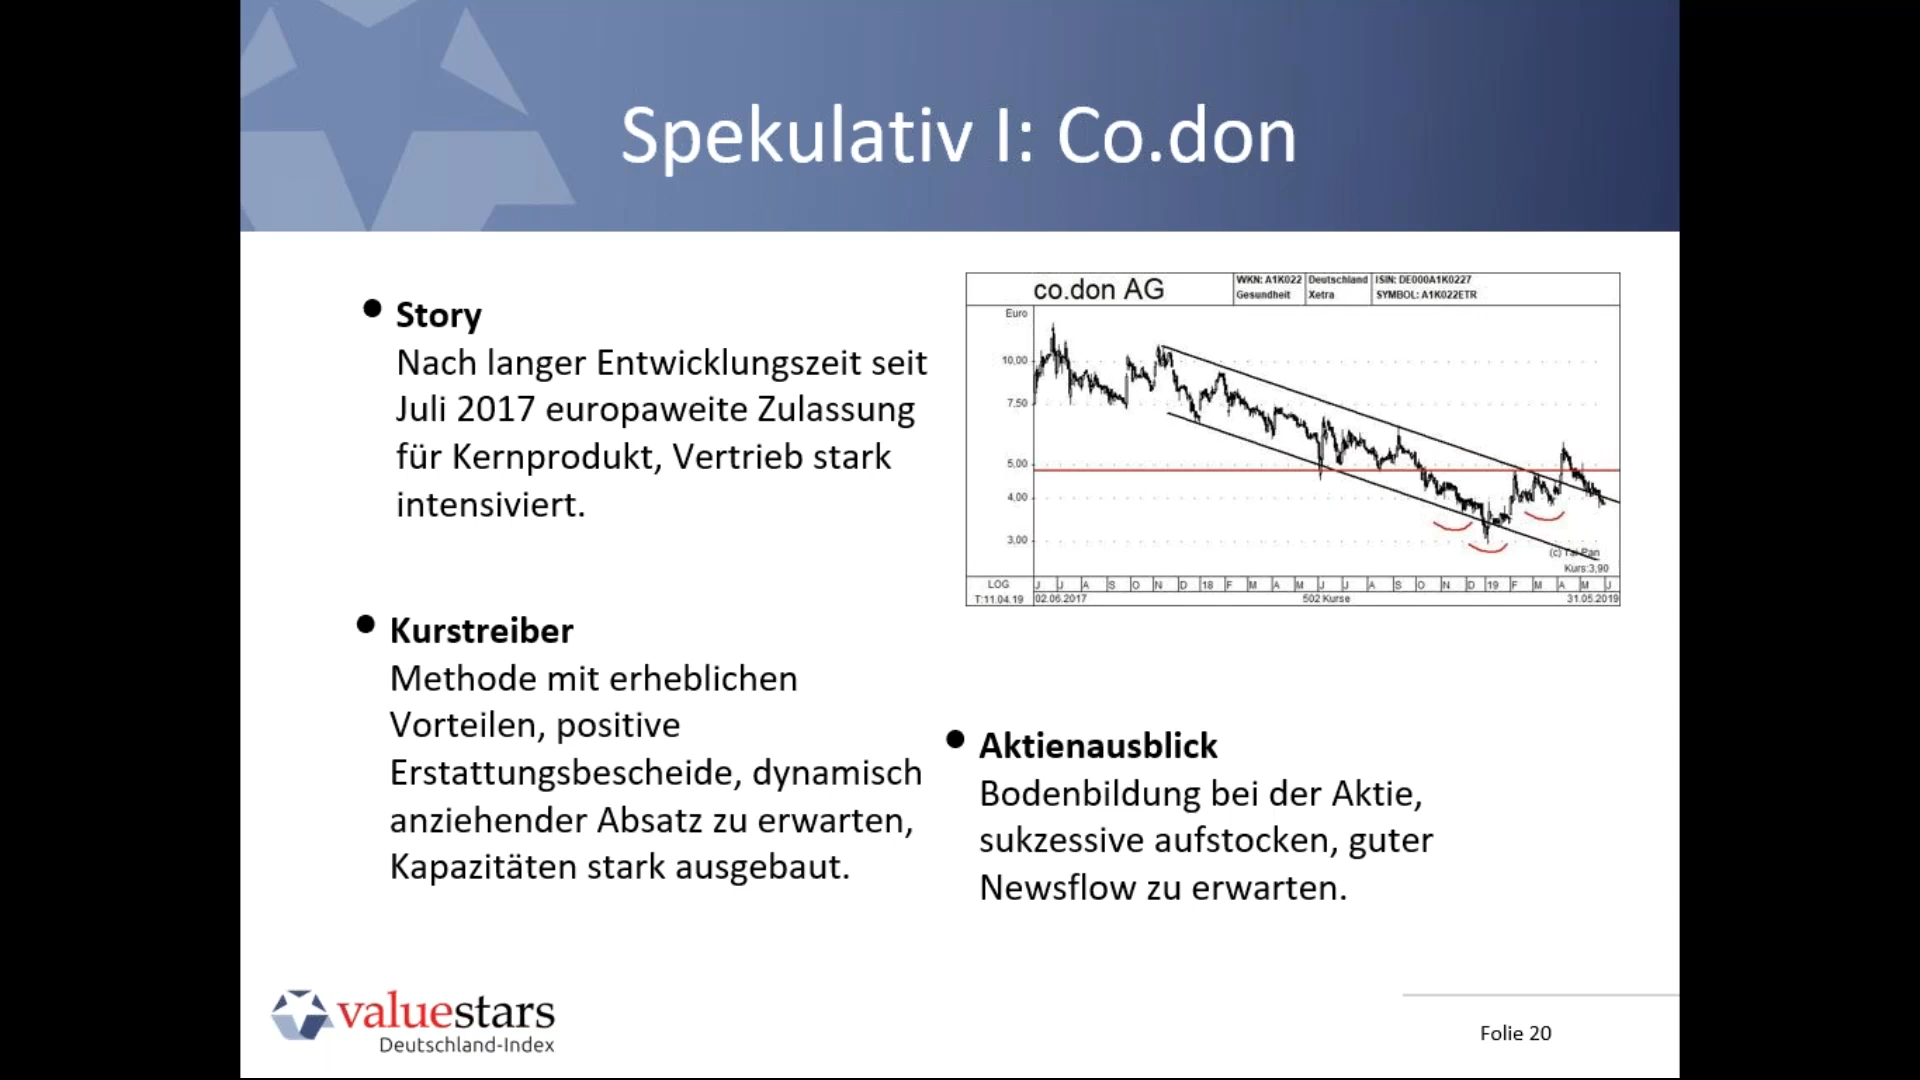 Spekulativ I: Co.don
• Story
Nach langer Entwicklungszeit seit
Juli 2017 europaweite Zulassung
für Kernprodukt, Vertrieb stark
intensiviert.
• Kurstreiber
Methode mit erheblichen
Vorteilen, positive
Erstattungsbescheide, dynamisch
anziehender Absatz zu erwarten,
Kapazitäten stark ausgebaut.
co.don AG
WKN: A1K022 Deutschland ISIN: DE000A1K0227
Gesundheit Xetra SYMBOL: A1K022ETR
Euro
10,00
7,50
5,00
4,00
3,00
(c) Tai-Pan
Kurs:3,90
LOG J J A S O N D 18 F M A M J J A S O N D 19 F M A M J
T:11.04.19 02.06.2017 502 Kurse 31.05.2019
• Aktienausblick
Bodenbildung bei der Aktie,
sukzessive aufstocken, guter
Newsflow zu erwarten.
valuestars
Deutschland-Index
Folie 20